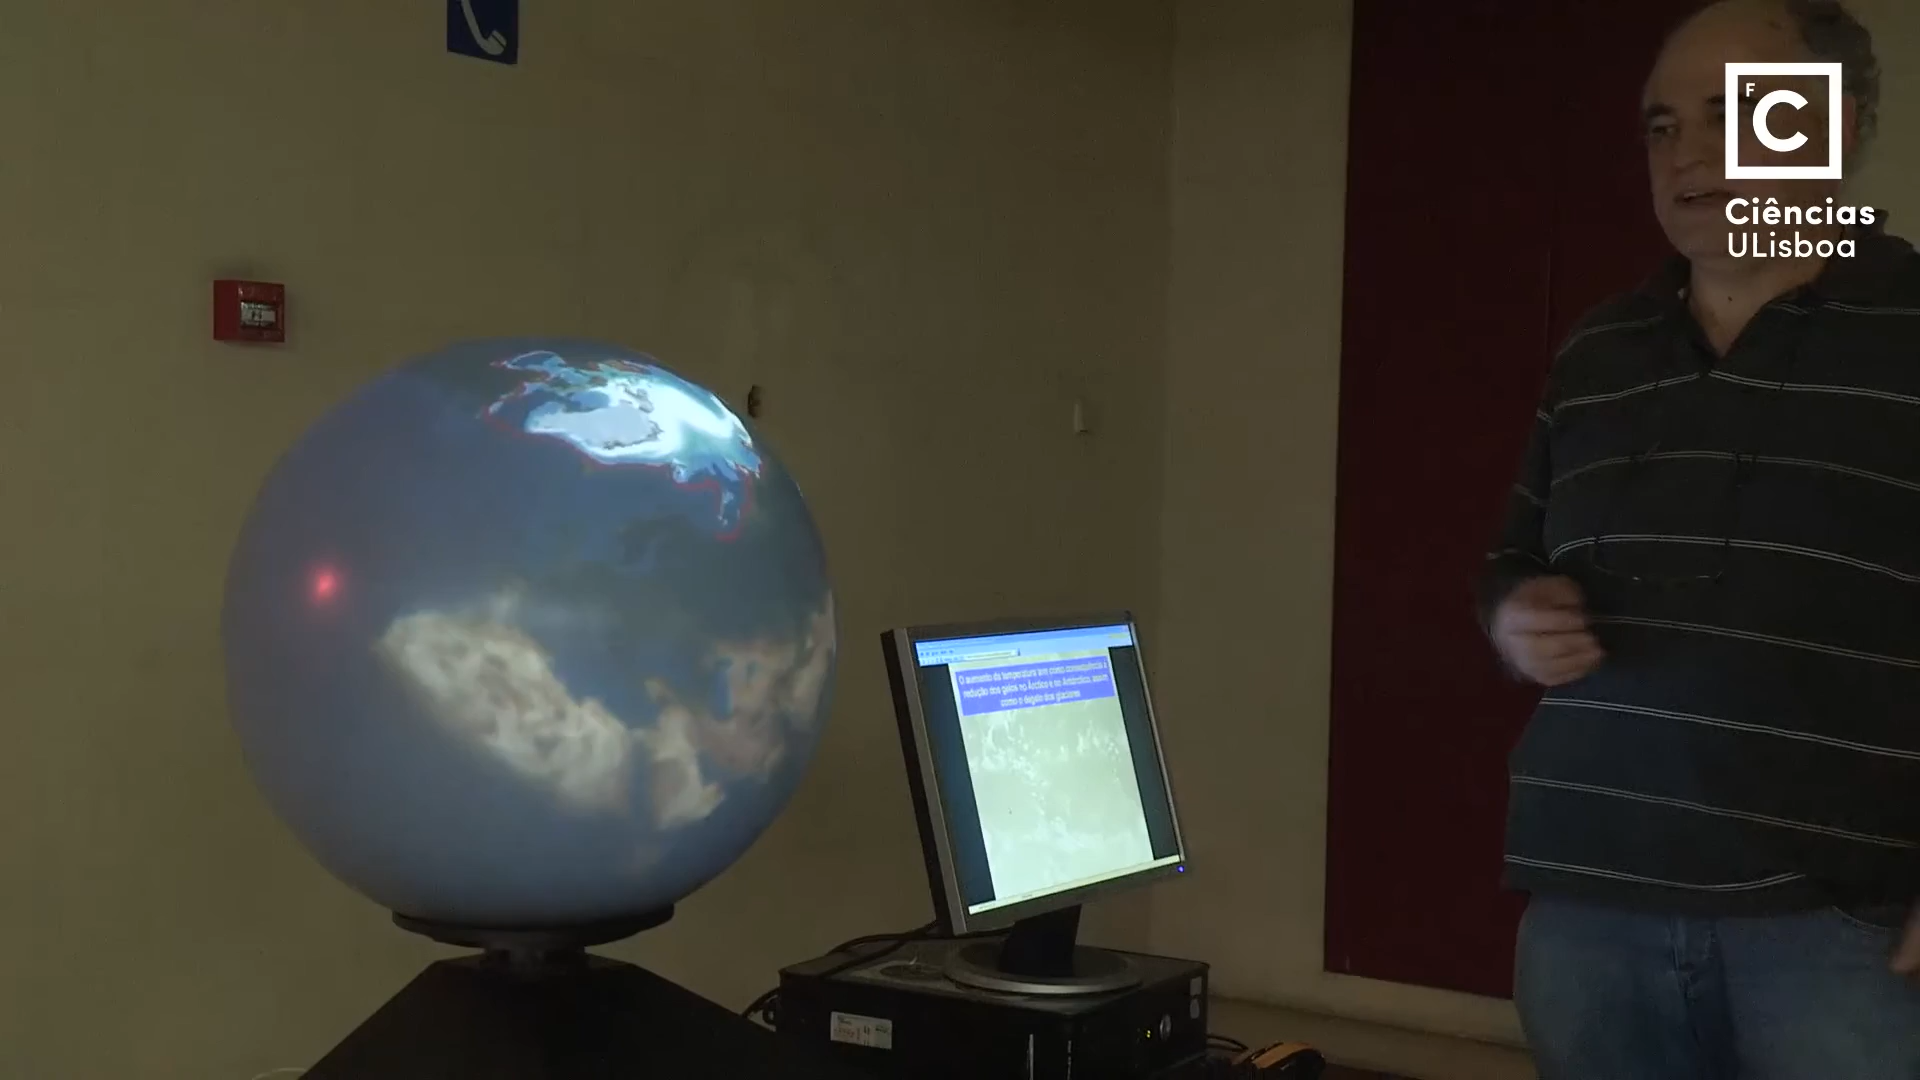 F
C
Ciências
ULisboa
O aumento da temperatura tem como consequência a
redução dos gelos no Árctico e no Antárctico, assim
como o degelo dos glaciares